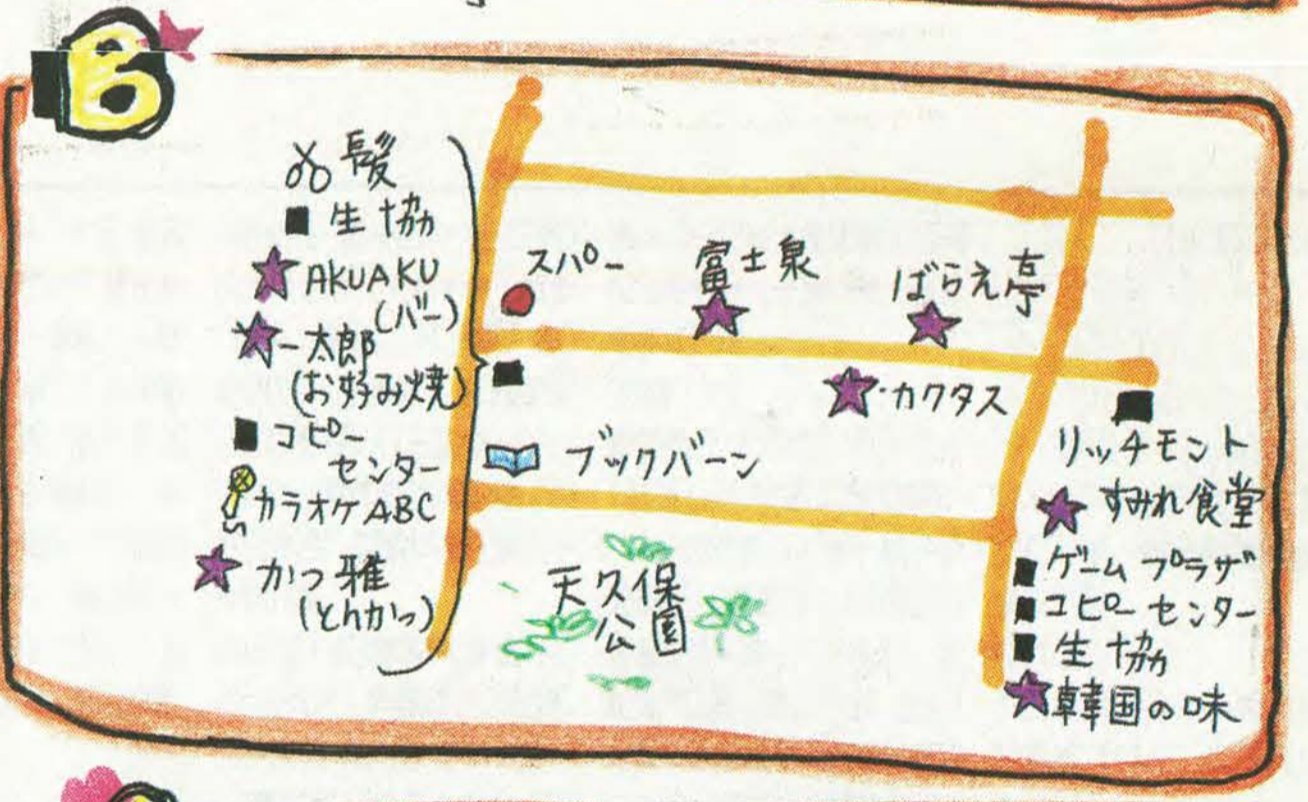 B
髪
生協
AKUAKU
(バー)
一太郎
(お好み焼)
コピー
センター
カラオケABC
かつ雅
(とんかつ)
スパー
富士泉
ばらえ亭
カクタス
ブックバーン
天久保
公園
リッチモント
すみれ食堂
ゲームプラザ
コピーセンター
生協
韓国の味